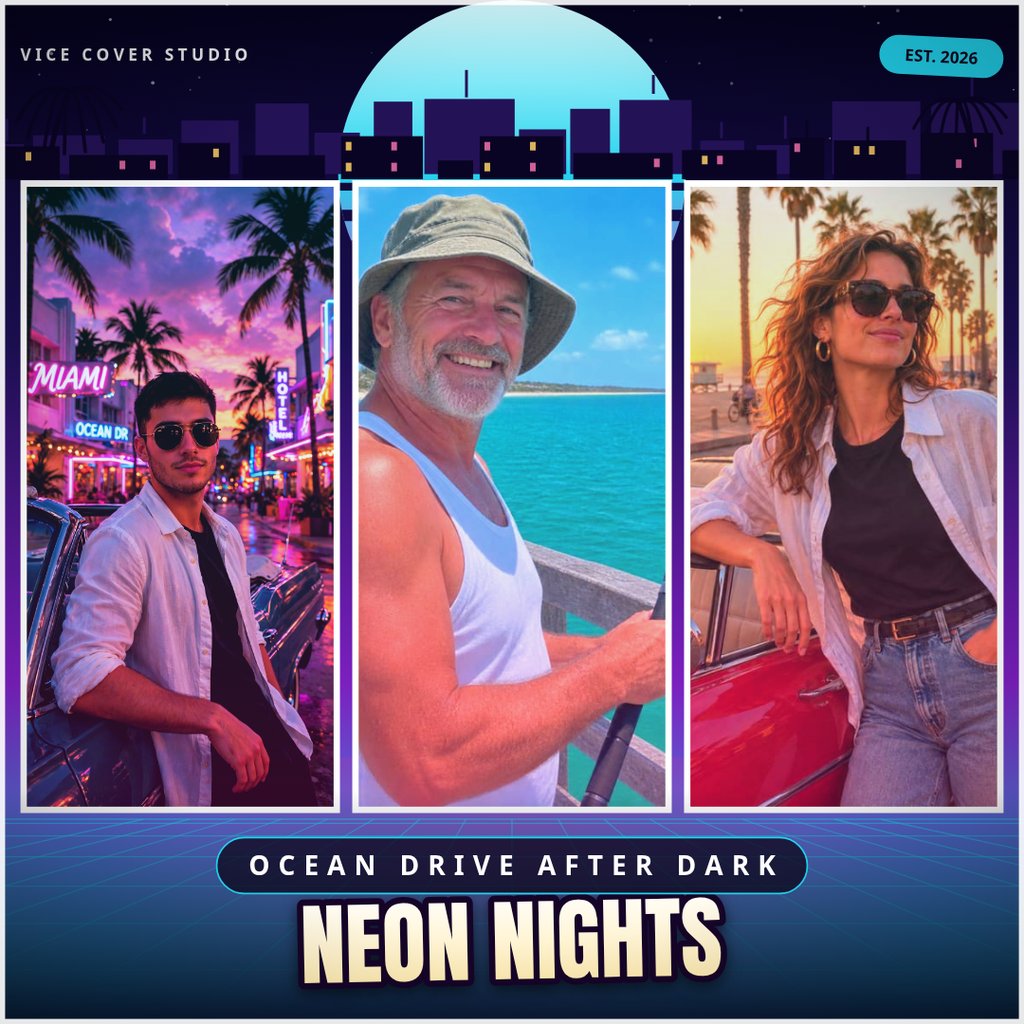 VICE COVER STUDIO
EST. 2026
MIAMI
OCEAN DR
HOTEL
OCEAN DRIVE AFTER DARK
NEON NIGHTS